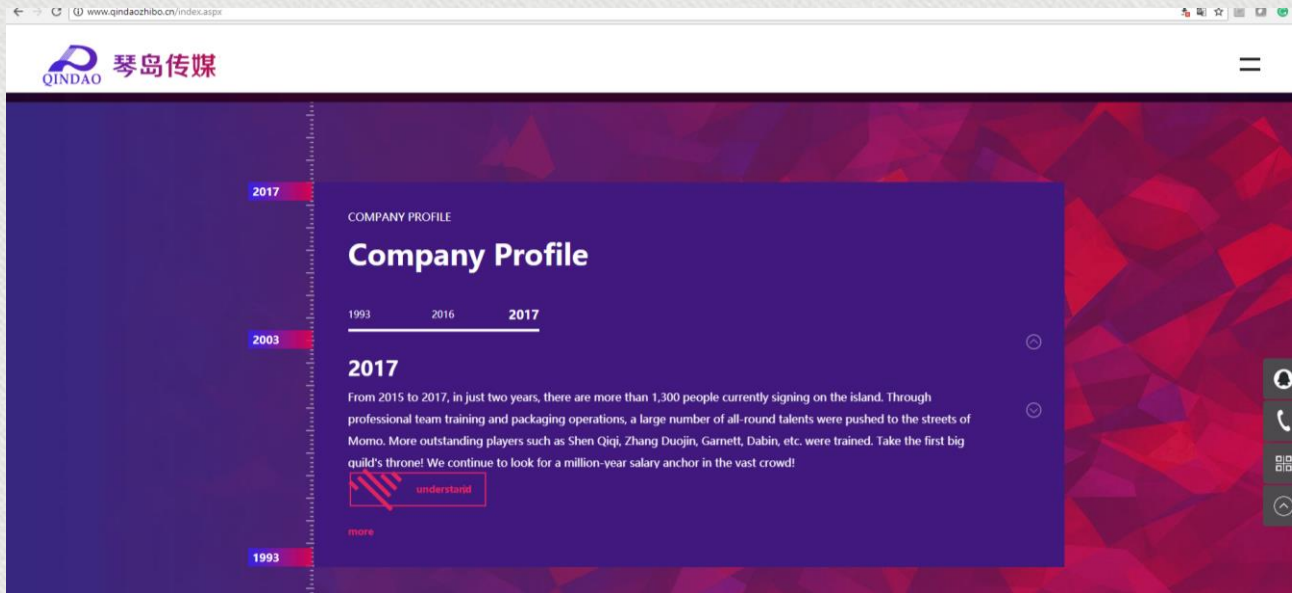 www.qindaozhibo.cn/index.aspx
QINDAO 琴岛传媒
2017
COMPANY PROFILE
Company Profile
1993 2016 2017
2003
2017
From 2015 to 2017, in just two years, there are more than 1,300 people currently signing on the island. Through
professional team training and packaging operations, a large number of all-round talents were pushed to the streets of
Momo. More outstanding players such as Shen Qiqi, Zhang Duojin, Garnett, Dabin, etc. were trained. Take the first big
guild's throne! We continue to look for a million-year salary anchor in the vast crowd!
understand
more
1993